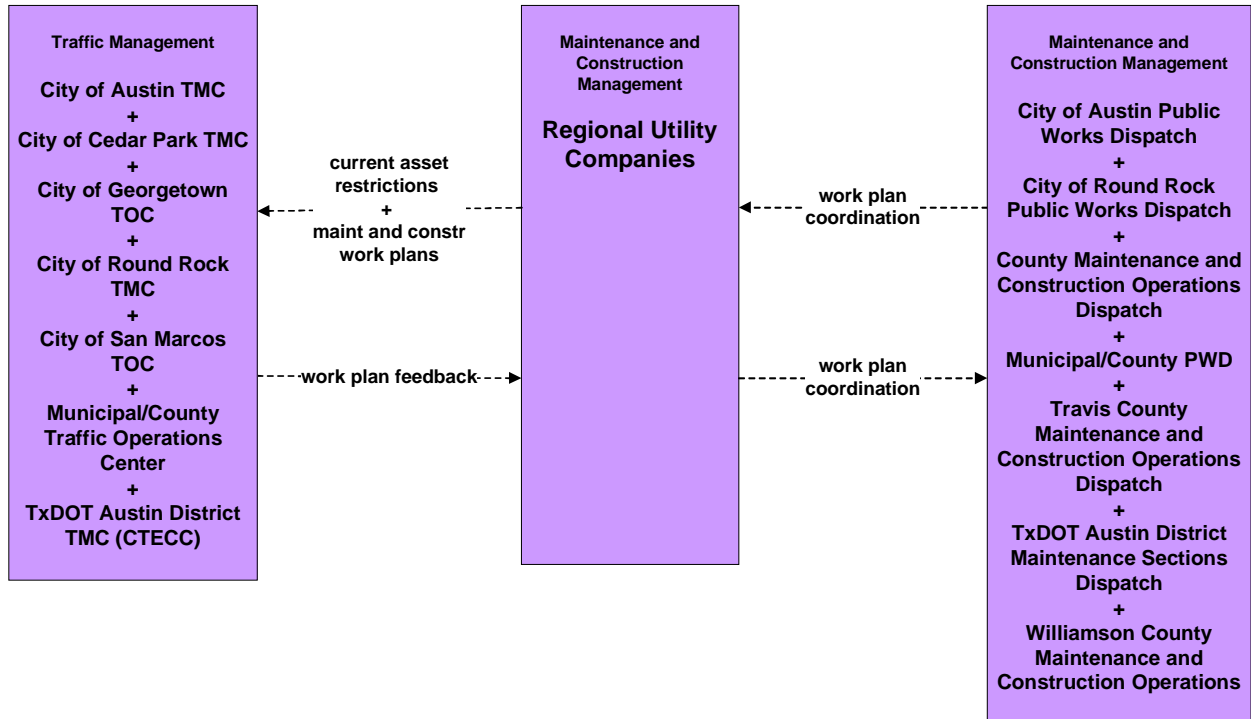 Traffic Management
City of Austin TMC
+
City of Cedar Park TMC
+
City of Georgetown
TOC
+
City of Round Rock
TMC
+
City of San Marcos
TOC
+
Municipal/County
Traffic Operations
Center
+
TxDOT Austin District
TMC (CTECC)
current asset
restrictions
+
maint and constr
work plans
work plan feedback
Maintenance and
Construction
Management
Regional Utility
Companies
work plan
coordination
work plan
coordination
Maintenance and
Construction Management
City of Austin Public
Works Dispatch
+
City of Round Rock
Public Works Dispatch
+
County Maintenance and
Construction Operations
Dispatch
+
Municipal/County PWD
+
Travis County
Maintenance and
Construction Operations
Dispatch
+
TxDOT Austin District
Maintenance Sections
Dispatch
+
Williamson County
Maintenance and
Construction Operations